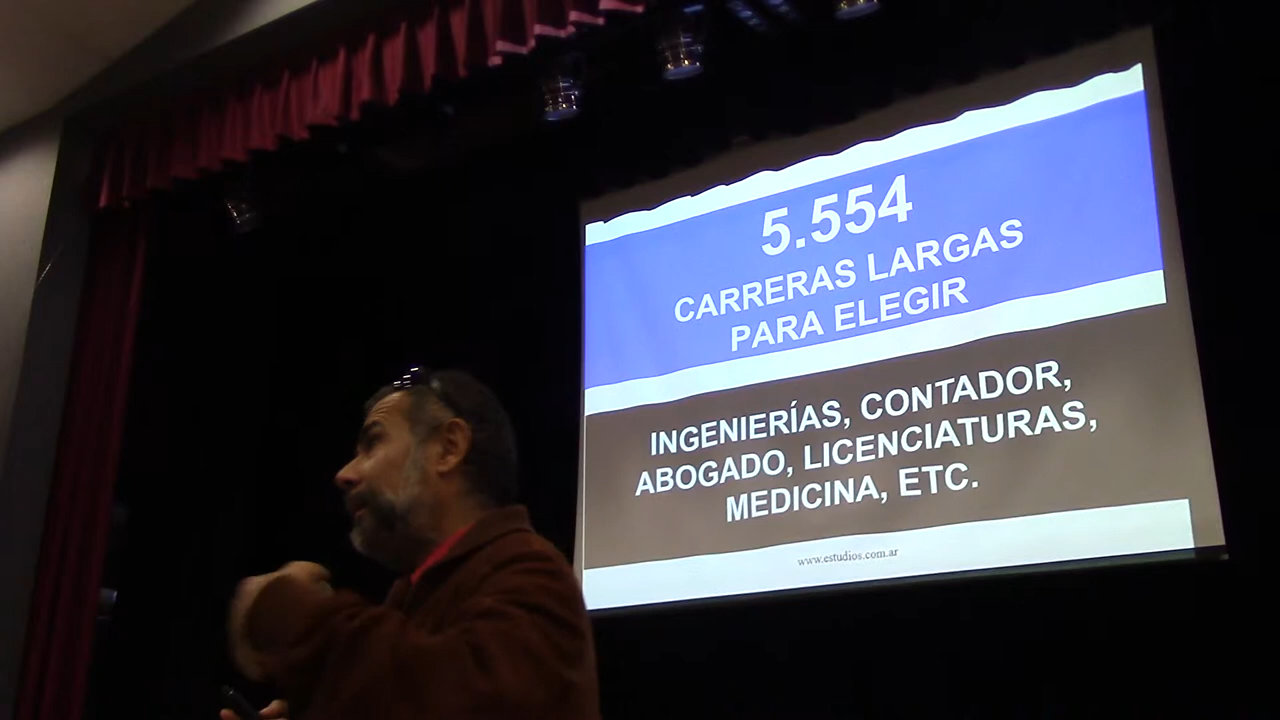 5.554
CARRERAS LARGAS
PARA ELEGIR
INGENIERÍAS, CONTADOR,
ABOGADO, LICENCIATURAS,
MEDICINA, ETC.
www.estudios.com.ar